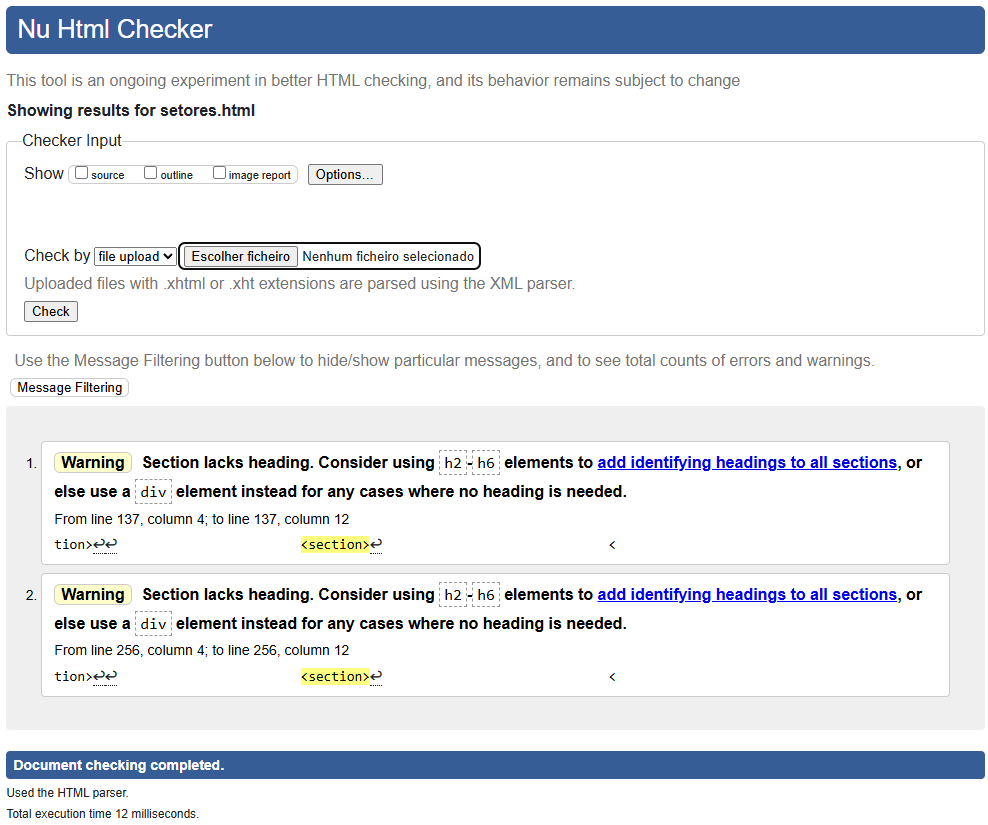 Nu Html Checker
This tool is an ongoing experiment in better HTML checking, and its behavior remains subject to change
Showing results for setores.html
Checker Input
Show source outline image report Options...
Check by file upload Escolher ficheiro Nenhum ficheiro selecionado
Uploaded files with .xhtml or .xht extensions are parsed using the XML parser.
Check
Use the Message Filtering button below to hide/show particular messages, and to see total counts of errors and warnings.
Message Filtering
1. Warning Section lacks heading. Consider using h2-h6 elements to add identifying headings to all sections, or
else use a div element instead for any cases where no heading is needed.
From line 137, column 4; to line 137, column 12
tion>↩↩ <section>↩ <
2. Warning Section lacks heading. Consider using h2-h6 elements to add identifying headings to all sections, or
else use a div element instead for any cases where no heading is needed.
From line 256, column 4; to line 256, column 12
tion>↩↩ <section>↩ <
Document checking completed.
Used the HTML parser.
Total execution time 12 milliseconds.